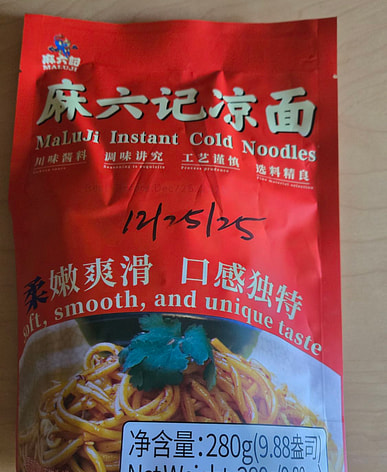 麻六记
MALUJI
麻六记凉面
MaLuJi Instant Cold Noodles
川味酱料 调味讲究 工艺谨慎 选料精良
12/25/25
柔嫩爽滑 口感独特
oft, smooth, and unique taste
净含量:280g(9.88盎司)